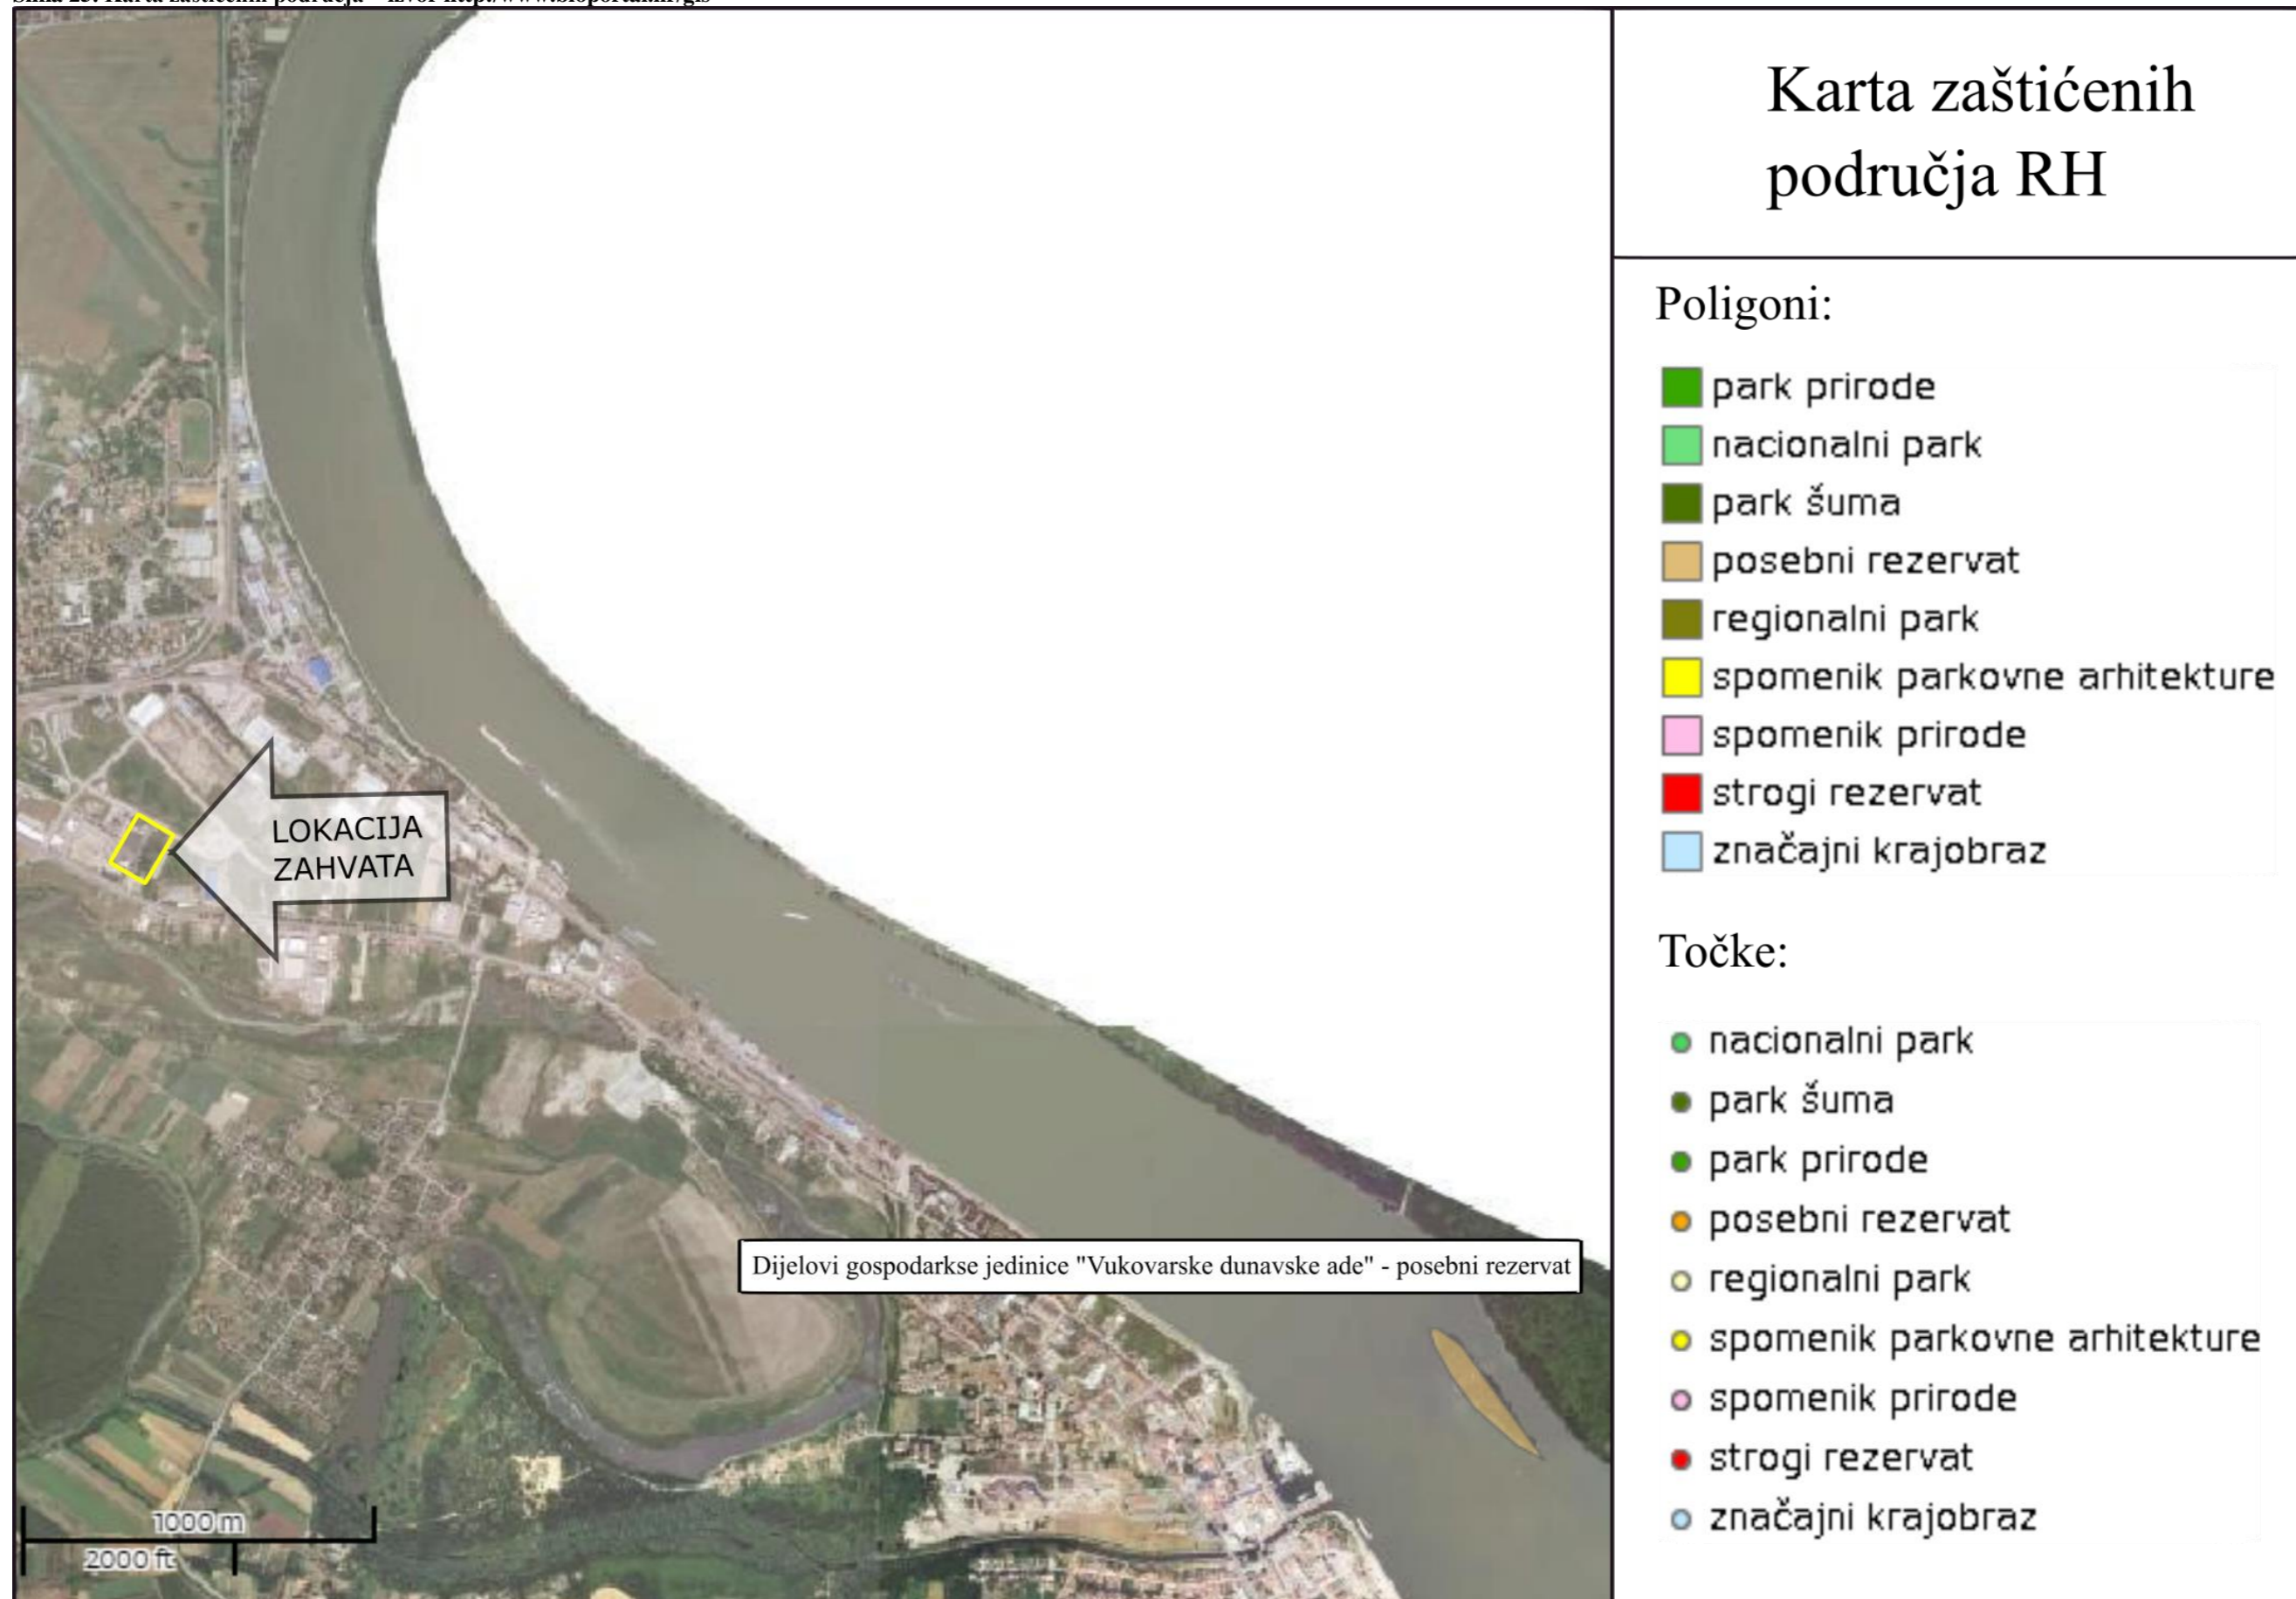 Karta zaštićenih
područja RH
Poligoni:
park prirode
nacionalni park
park šuma
posebni rezervat
regionalni park
spomenik parkovne arhitekture
spomenik prirode
strogi rezervat
značajni krajobraz
Točke:
nacionalni park
park šuma
park prirode
posebni rezervat
regionalni park
spomenik parkovne arhitekture
spomenik prirode
strogi rezervat
značajni krajobraz
LOKACIJA
ZAHVATA
Dijelovi gospodarkse jedinice "Vukovarske dunavske ade" - posebni rezervat
1000 m
2000 ft